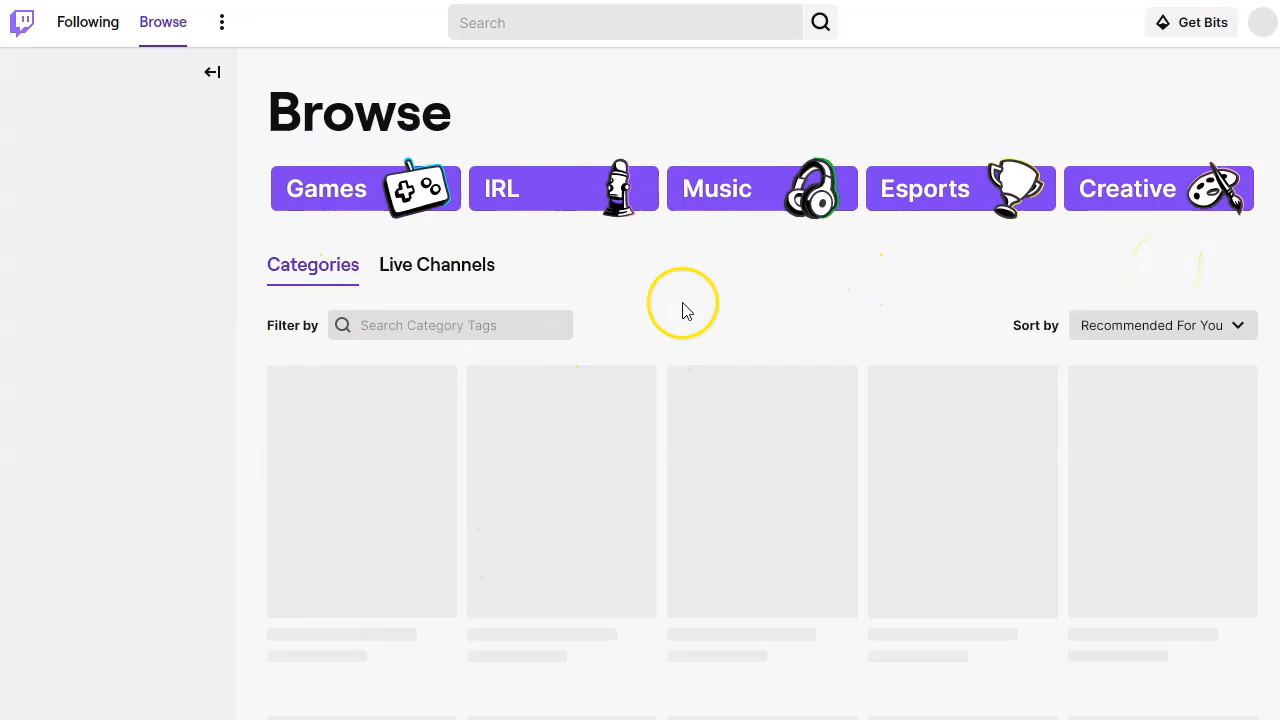 Following Browse Search Get Bits
Browse
Games IRL Music Esports Creative
Categories Live Channels
Filter by Search Category Tags Sort by Recommended For You